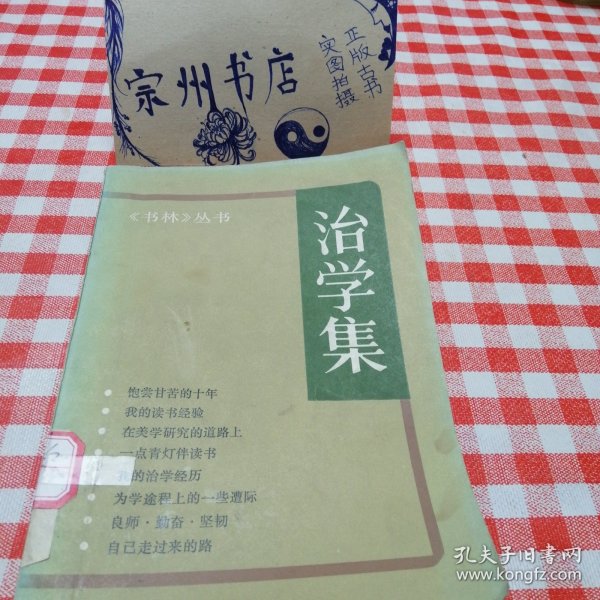 宗州书店
正版古书
实图拍摄
《书林》丛书
治学集
饱尝甘苦的十年
我的读书经验
在美学研究的道路上
一点青灯伴读书
我的治学经历
为学途程上的一些遭际
良师·勤奋·坚韧
自己走过来的路
孔夫子旧书网
www.kongfz.com